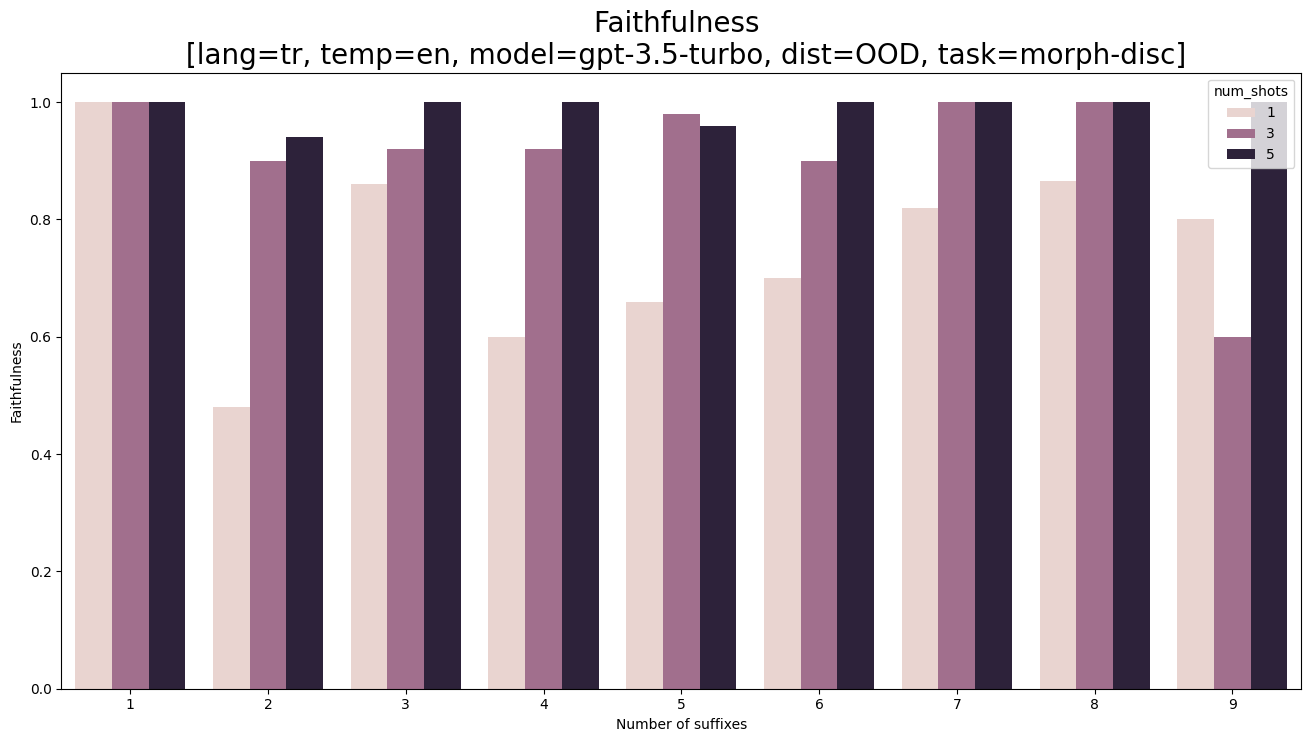 Faithfulness
[lang=tr, temp=en, model=gpt-3.5-turbo, dist=OOD, task=morph-disc]
num_shots
1
3
5
1.0
0.8
0.6
0.4
0.2
0.0
Faithfulness
1 2 3 4 5 6 7 8 9
Number of suffixes